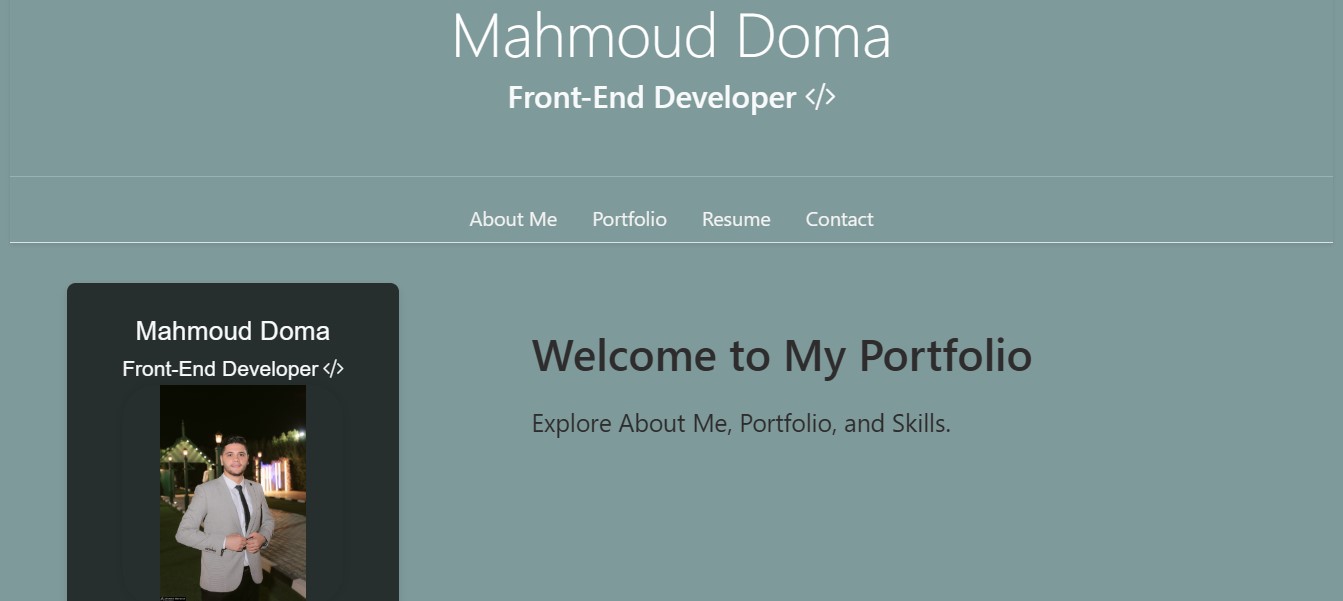 Mahmoud Doma
Front-End Developer </>
About Me Portfolio Resume Contact
Mahmoud Doma
Front-End Developer </>
Welcome to My Portfolio
Explore About Me, Portfolio, and Skills.